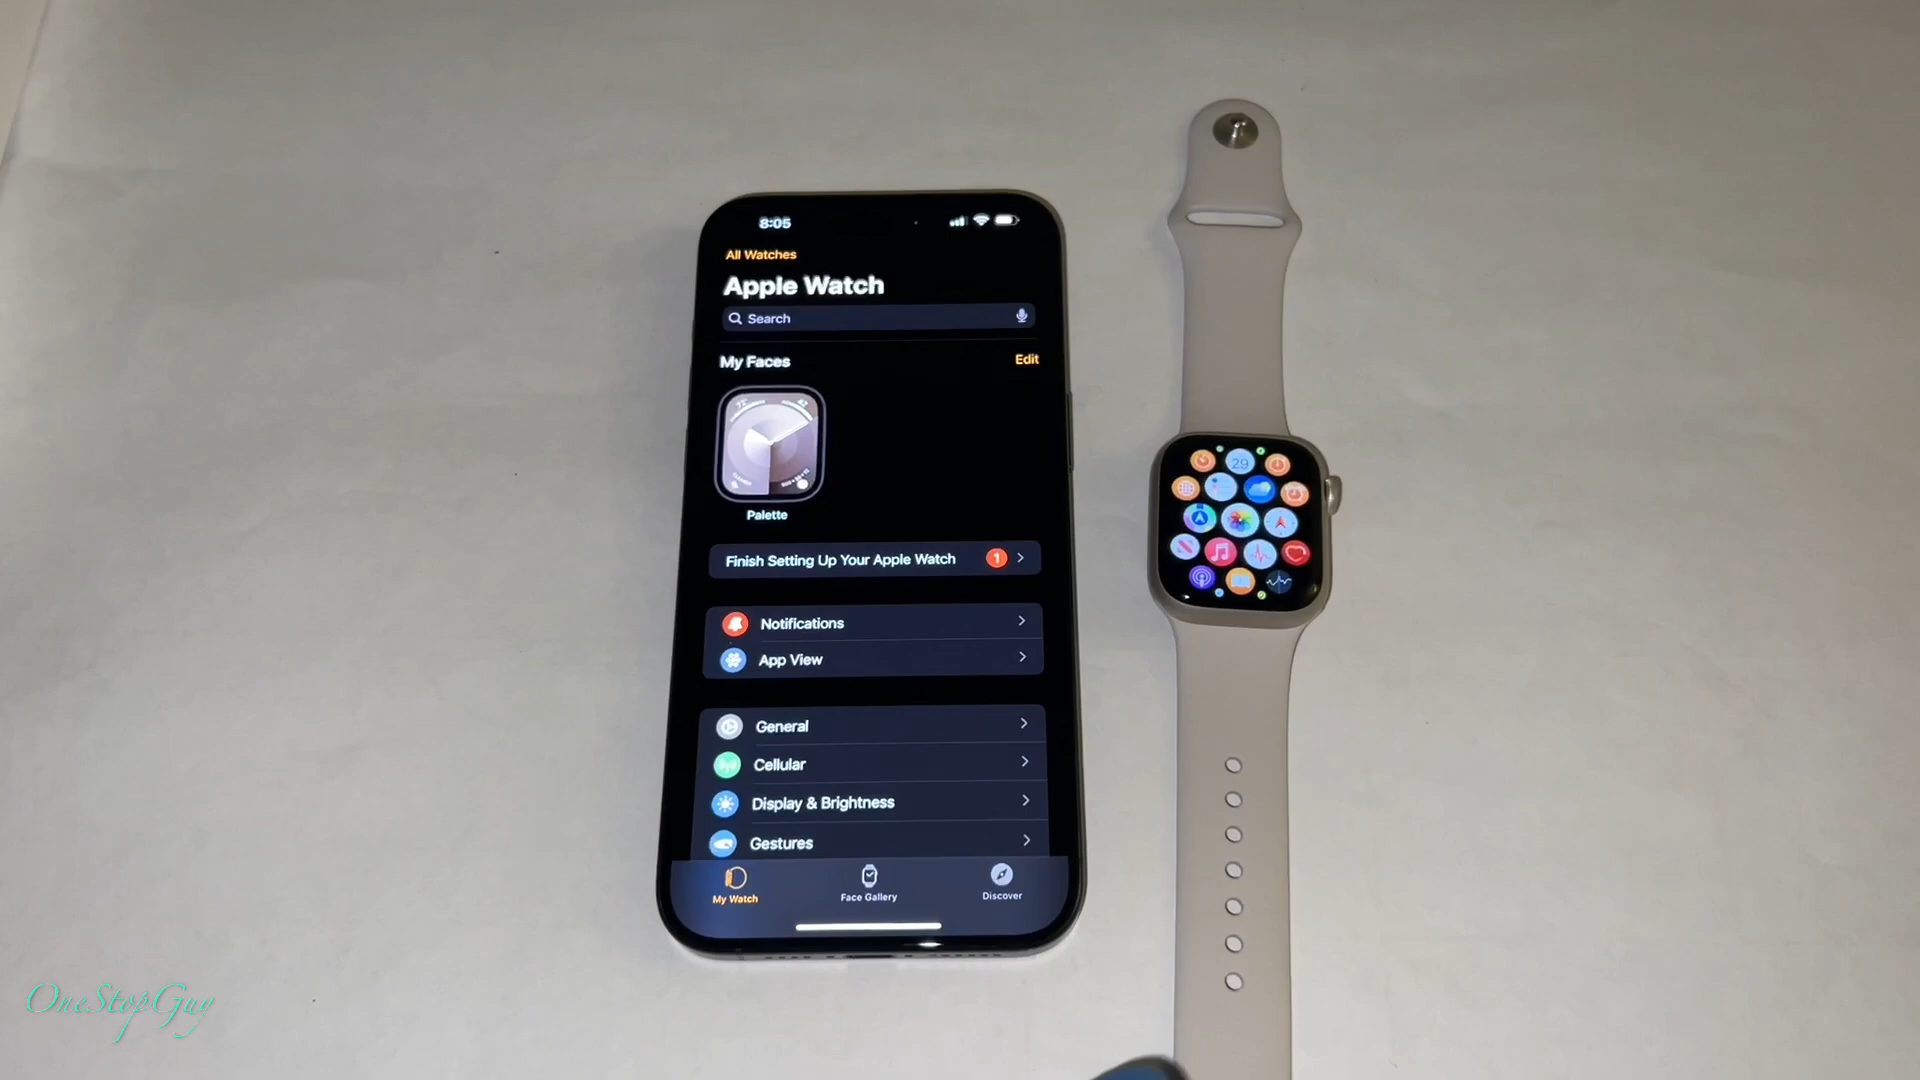 8:05
All Watches
Apple Watch
Search
My Faces
Edit
Palette
Finish Setting Up Your Apple Watch 1
Notifications
App View
General
Cellular
Display & Brightness
Gestures
My Watch
Face Gallery
Discover
29
OneStopGuy